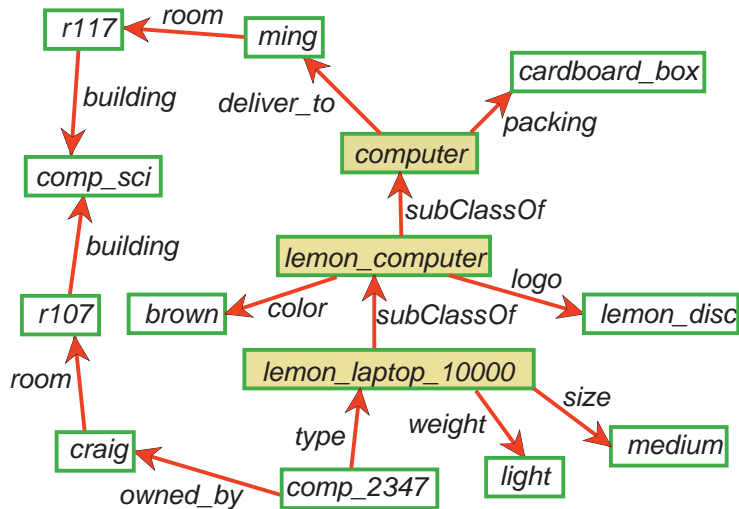 room
r117
ming
cardboard_box
building
deliver_to
packing
computer
comp_sci
subClassOf
building
lemon_computer
logo
r107
brown
color
subClassOf
lemon_disc
room
lemon_laptop_10000
size
type
weight
craig
medium
light
comp_2347
owned_by